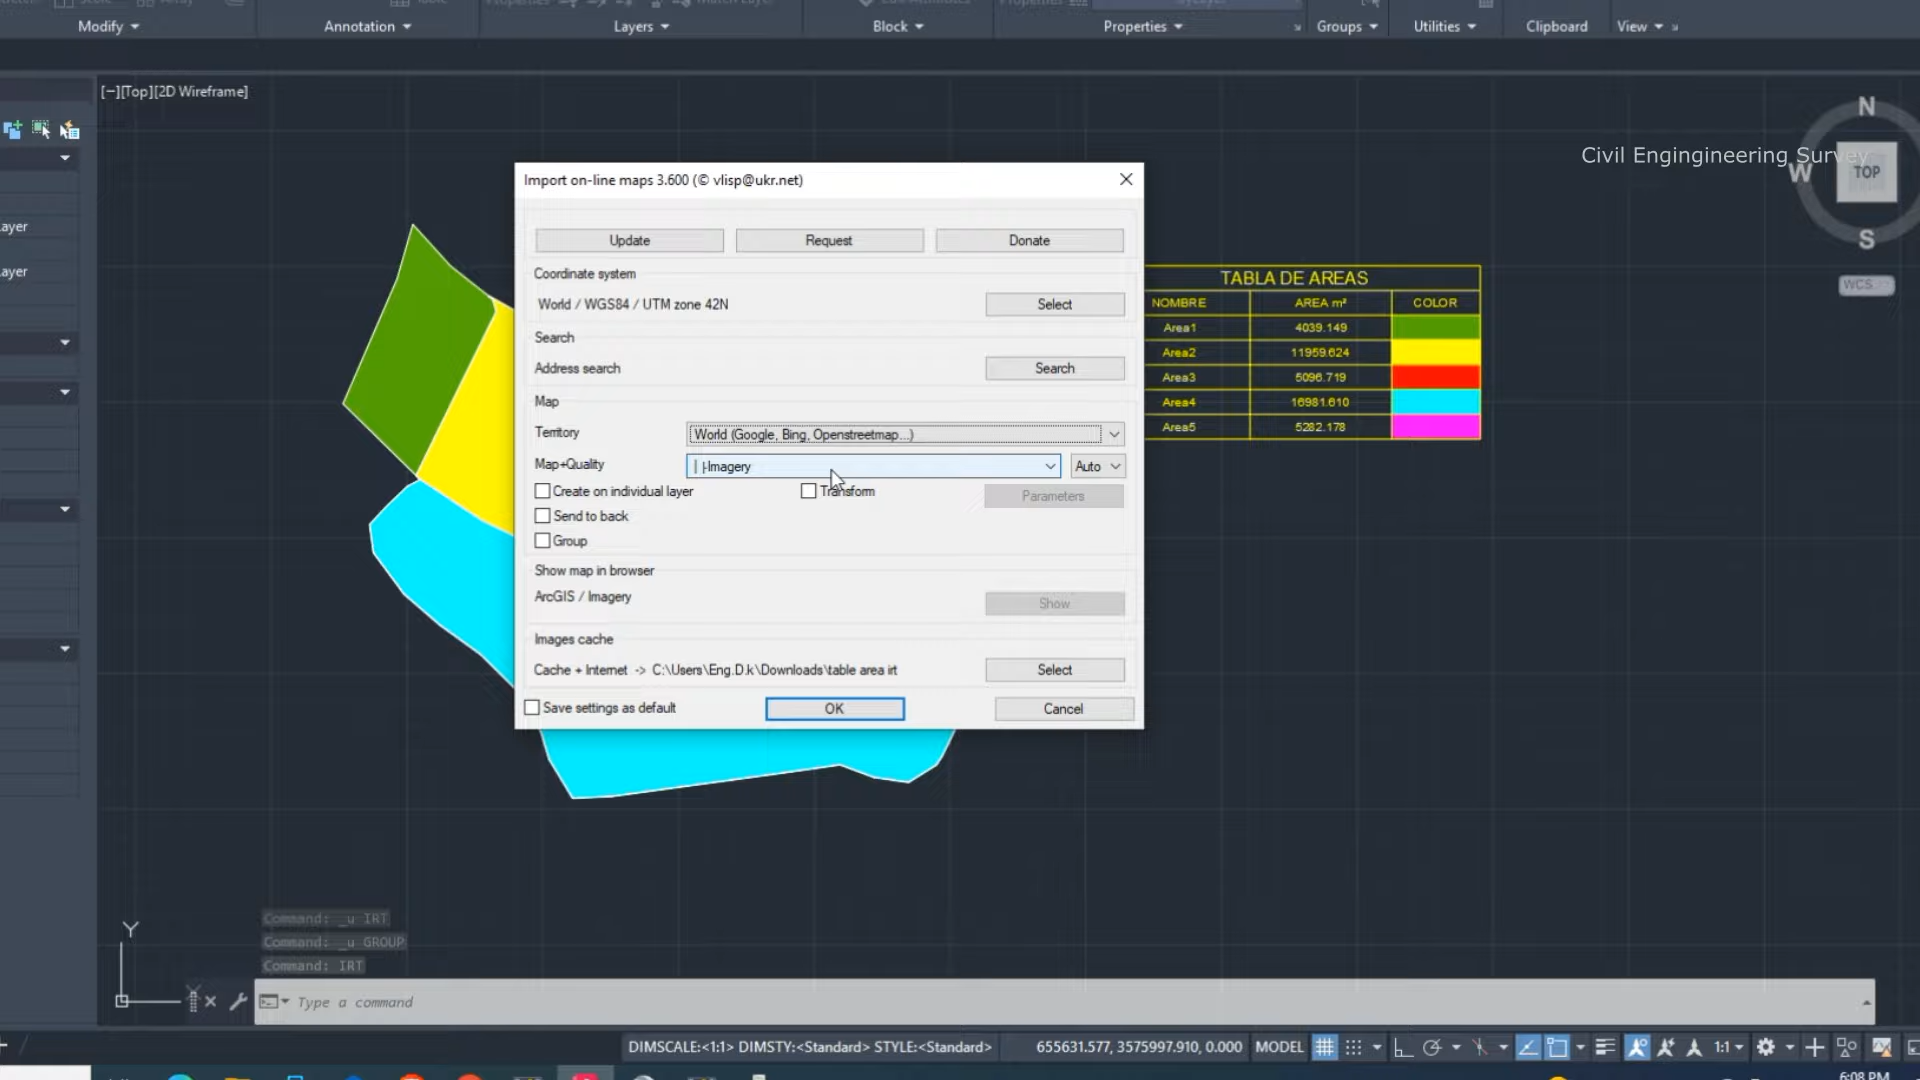 Modify
Annotation
Layers
Block
Properties
Groups
Utilities
Clipboard
View
[−][Top][2D Wireframe]
N
Civil Engingineering Survey
W
TOP
S
WCS
ayer
ayer
Import on-line maps 3.600 (© vlisp@ukr.net)
Update
Request
Donate
Coordinate system
World / WGS84 / UTM zone 42N
Select
Search
Address search
Search
Map
Territory
World (Google, Bing, Openstreetmap...)
Map+Quality
| |-Imagery
Auto
Create on individual layer
Transform
Parameters
Send to back
Group
Show map in browser
ArcGIS / Imagery
Show
Images cache
Cache + Internet -> C:\Users\Eng.D.k\Downloads\table area irt
Select
Save settings as default
OK
Cancel
TABLA DE AREAS
NOMBRE AREA m² COLOR
Area1 4039.149
Area2 11959.624
Area3 5096.719
Area4 16981.610
Area5 5282.178
Command: _u IRT
Command: _u GROUP
Command: IRT
Y
X
Type a command
DIMSCALE:<1:1> DIMSTY:<Standard> STYLE:<Standard>
655631.577, 3575997.910, 0.000
MODEL
1:1
6:08 PM